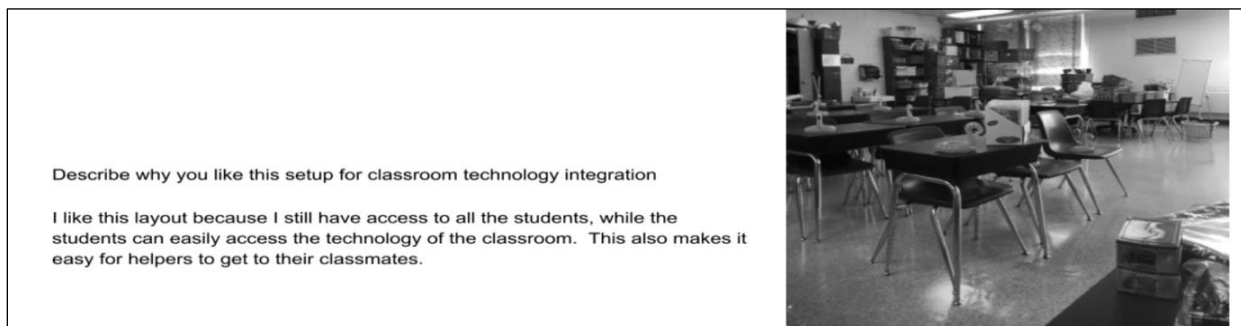 Describe why you like this setup for classroom technology integration
I like this layout because I still have access to all the students, while the
students can easily access the technology of the classroom.  This also makes it
easy for helpers to get to their classmates.